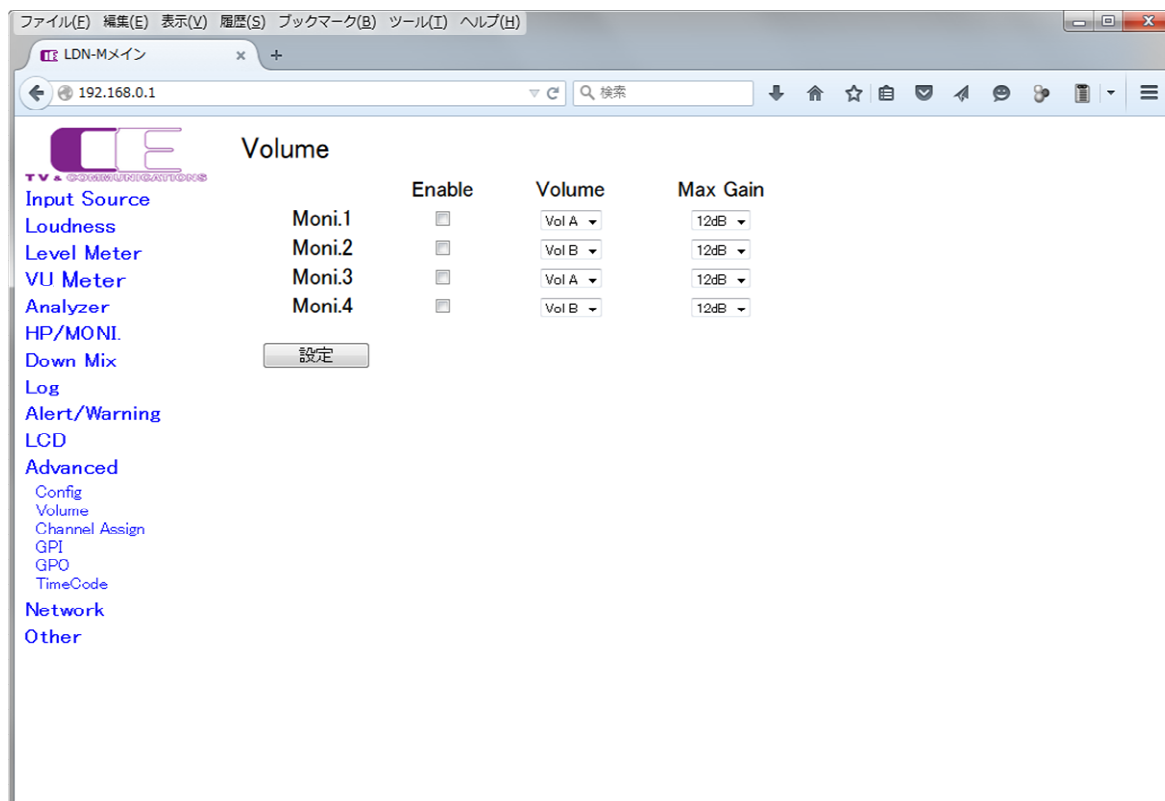 ファイル(F) 編集(E) 表示(V) 履歴(S) ブックマーク(B) ツール(T) ヘルプ(H)
LDN-Mメイン
192.168.0.1
検索
TV & COMMUNICATIONS
Input Source
Loudness
Level Meter
VU Meter
Analyzer
HP/MONI.
Down Mix
Log
Alert/Warning
LCD
Advanced
Config
Volume
Channel Assign
GPI
GPO
TimeCode
Network
Other
Volume
Enable Volume Max Gain
Moni.1 Vol A 12dB
Moni.2 Vol B 12dB
Moni.3 Vol A 12dB
Moni.4 Vol B 12dB
設定